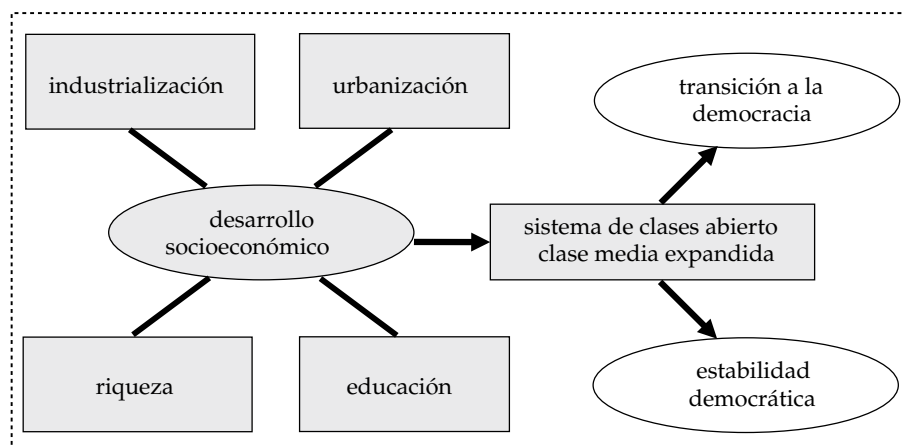 industrialización
urbanización
transición a la
democracia
desarrollo
socioeconómico
sistema de clases abierto
clase media expandida
riqueza
educación
estabilidad
democrática